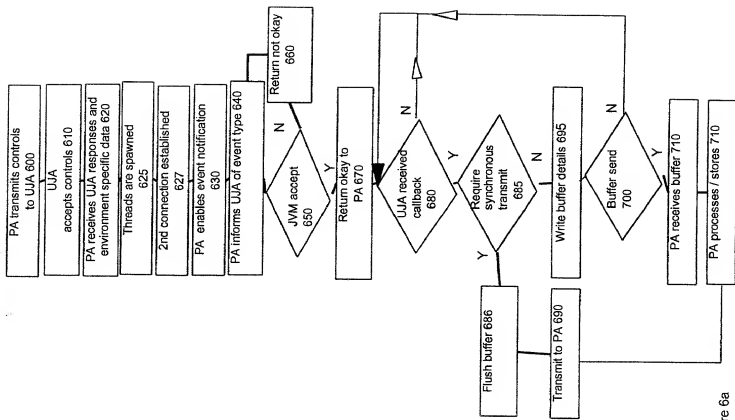 PA transmits controls
to UJA 600
UJA
accepts controls 610
PA receives UJA responses and
environment specific data 620
Threads are spawned
625
2nd connection established
627
PA enables event notification
630
PA informs UJA of event type 640
Return not okay
660
JVM accept
650
N
Y
Return okay to
PA 670
UJA received
callback
680
N
Y
Require
synchronous
transmit
685
Y
N
Flush buffer 686
Transmit to PA 690
Write buffer details 695
Buffer send
700
N
Y
PA receives buffer 710
PA processes / stores 710
re 6a